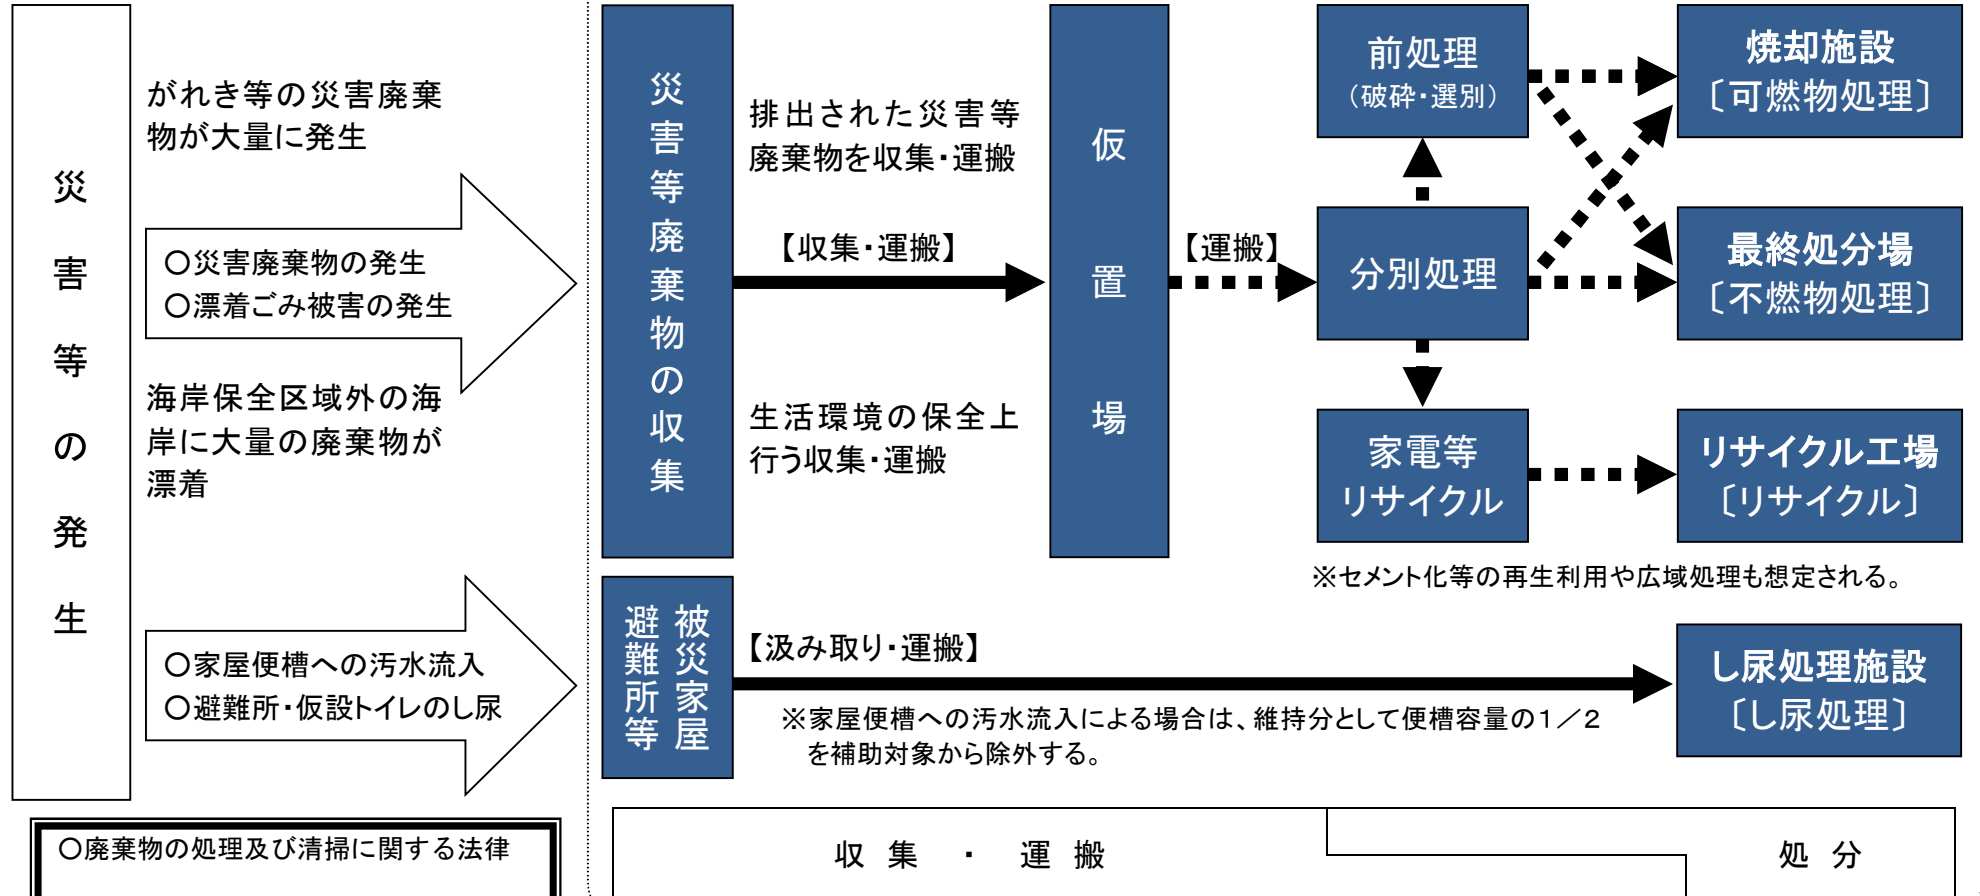 災害等の発生
がれき等の災害廃棄
物が大量に発生
〇災害廃棄物の発生
〇漂着ごみ被害の発生
海岸保全区域外の海
岸に大量の廃棄物が
漂着
〇家屋便槽への汚水流入
〇避難所・仮設トイレのし尿
〇廃棄物の処理及び清掃に関する法律
災害等廃棄物の収集
排出された災害等
廃棄物を収集・運搬
【収集・運搬】
生活環境の保全上
行う収集・運搬
仮置場
【運搬】
前処理
（破砕・選別）
分別処理
家電等
リサイクル
焼却施設
〔可燃物処理〕
最終処分場
〔不燃物処理〕
リサイクル工場
〔リサイクル〕
※セメント化等の再生利用や広域処理も想定される。
被災家屋
避難所等
【汲み取り・運搬】
※家屋便槽への汚水流入による場合は、維持分として便槽容量の１／２
を補助対象から除外する。
し尿処理施設
〔し尿処理〕
収集・運搬
処分